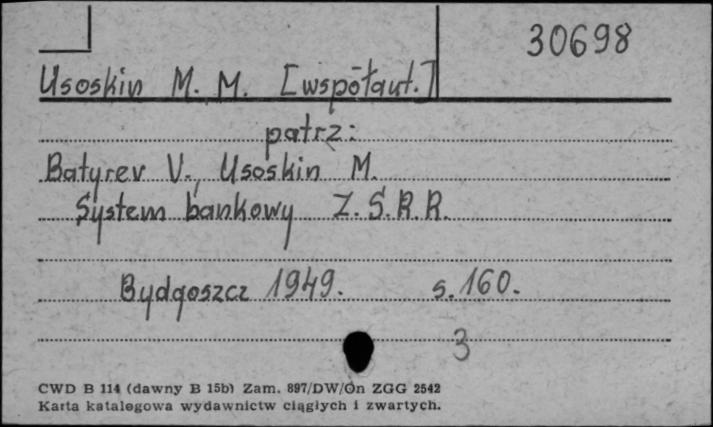 30698
Usoskin M. M. [współaut.]
patrz:
Batyrev V., Usoskin M.
System bankowy Z.S.R.R.
Bydgoszcz 1949. s. 160.
3
CWD B 114 (dawny B 15b) Zam. 897/DW/On ZGG 2542
Karta katalogowa wydawnictw ciągłych i zwartych.